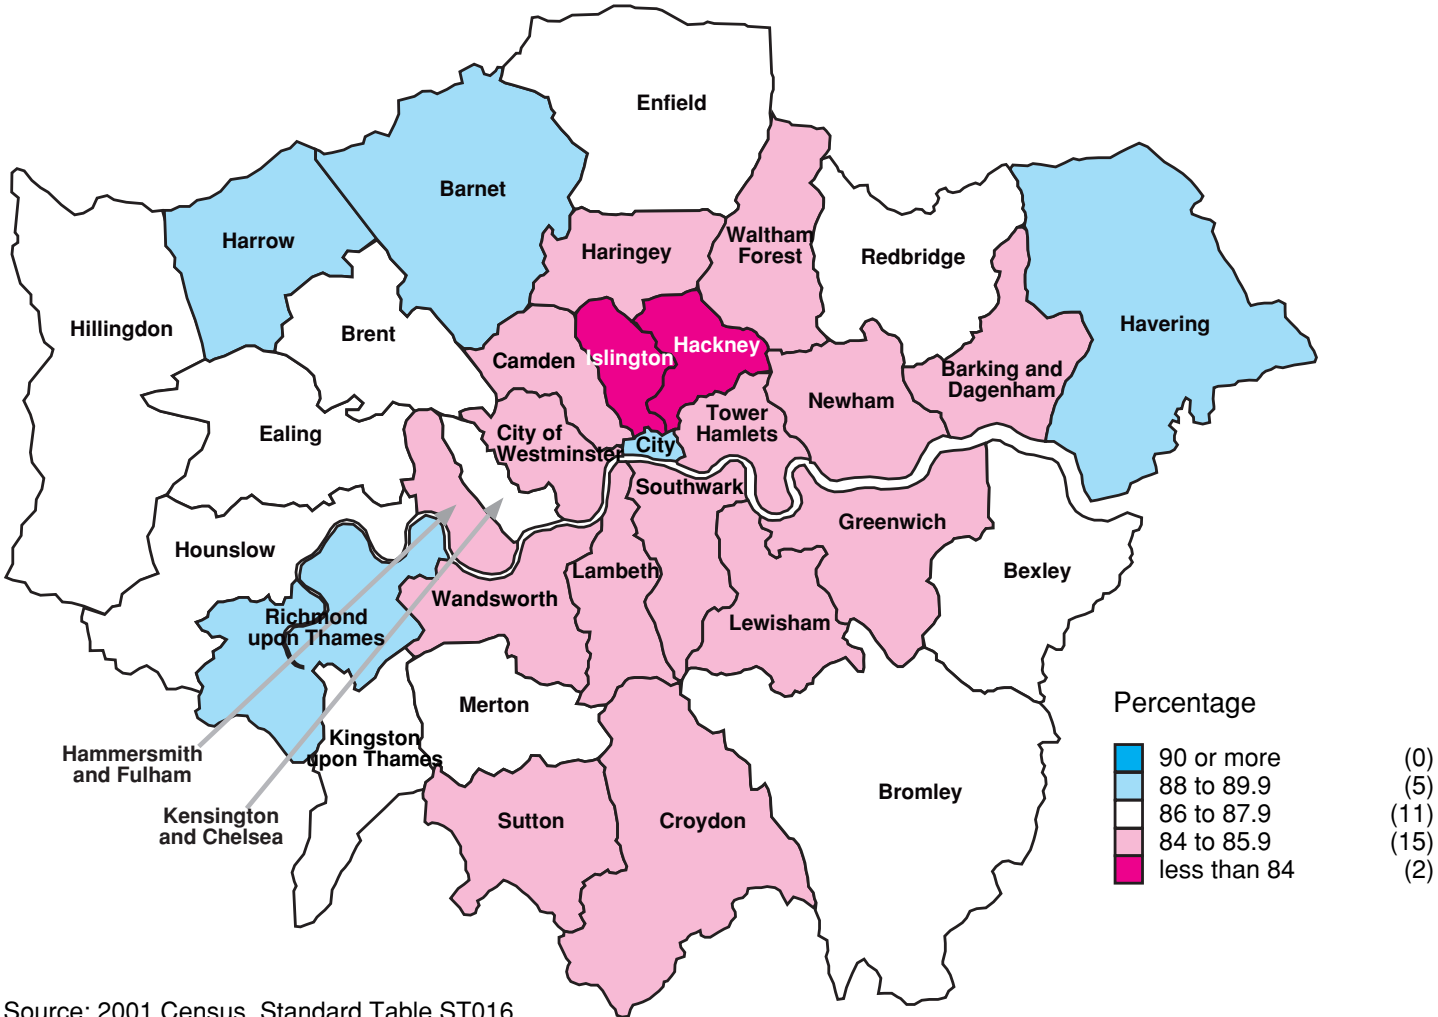 Enfield
Barnet
Harrow
Haringey
Waltham
Forest
Redbridge
Havering
Hillingdon
Brent
Camden
Islington
Hackney
Barking and
Dagenham
Newham
Tower
Hamlets
Ealing
City of
Westminster
City
Southwark
Greenwich
Hounslow
Lambeth
Bexley
Wandsworth
Richmond
upon Thames
Lewisham
Merton
Kingston
upon Thames
Hammersmith
and Fulham
Kensington
and Chelsea
Sutton
Croydon
Bromley
Percentage
90 or more (0)
88 to 89.9 (5)
86 to 87.9 (11)
84 to 85.9 (15)
less than 84 (2)
Source: 2001 Census, Standard Table ST016